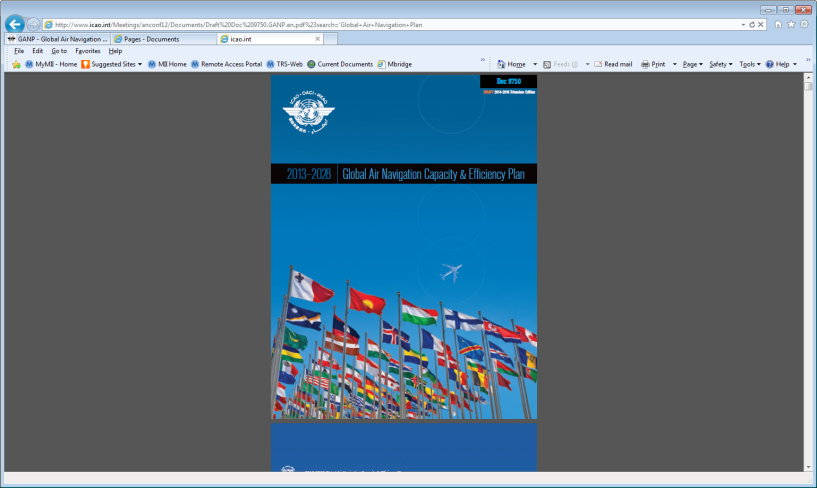 http://www.icao.int/Meetings/anconf12/Documents/Draft%20Doc%209750.GANP.en.pdf%23search='Global+Air+Navigation+Plan
GANP - Global Air Navigation ... Pages - Documents icao.int
File Edit Go to Favorites Help
MyMII - Home Suggested Sites MII Home Remote Access Portal TRS-Web Current Documents Mbridge Home Feeds Read mail Print Page Safety Tools Help
Doc 9750
DRAFT 2014-2016 Triennium Edition
ICAO · OACI · ИКАО
2013–2028 Global Air Navigation Capacity & Efficiency Plan